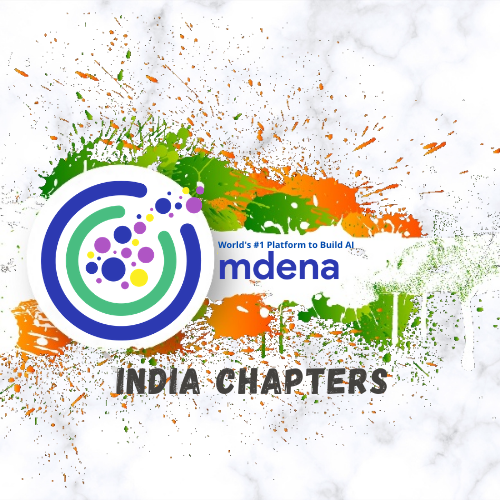 World's #1 Platform to Build AI
mdena
INDIA CHAPTERS